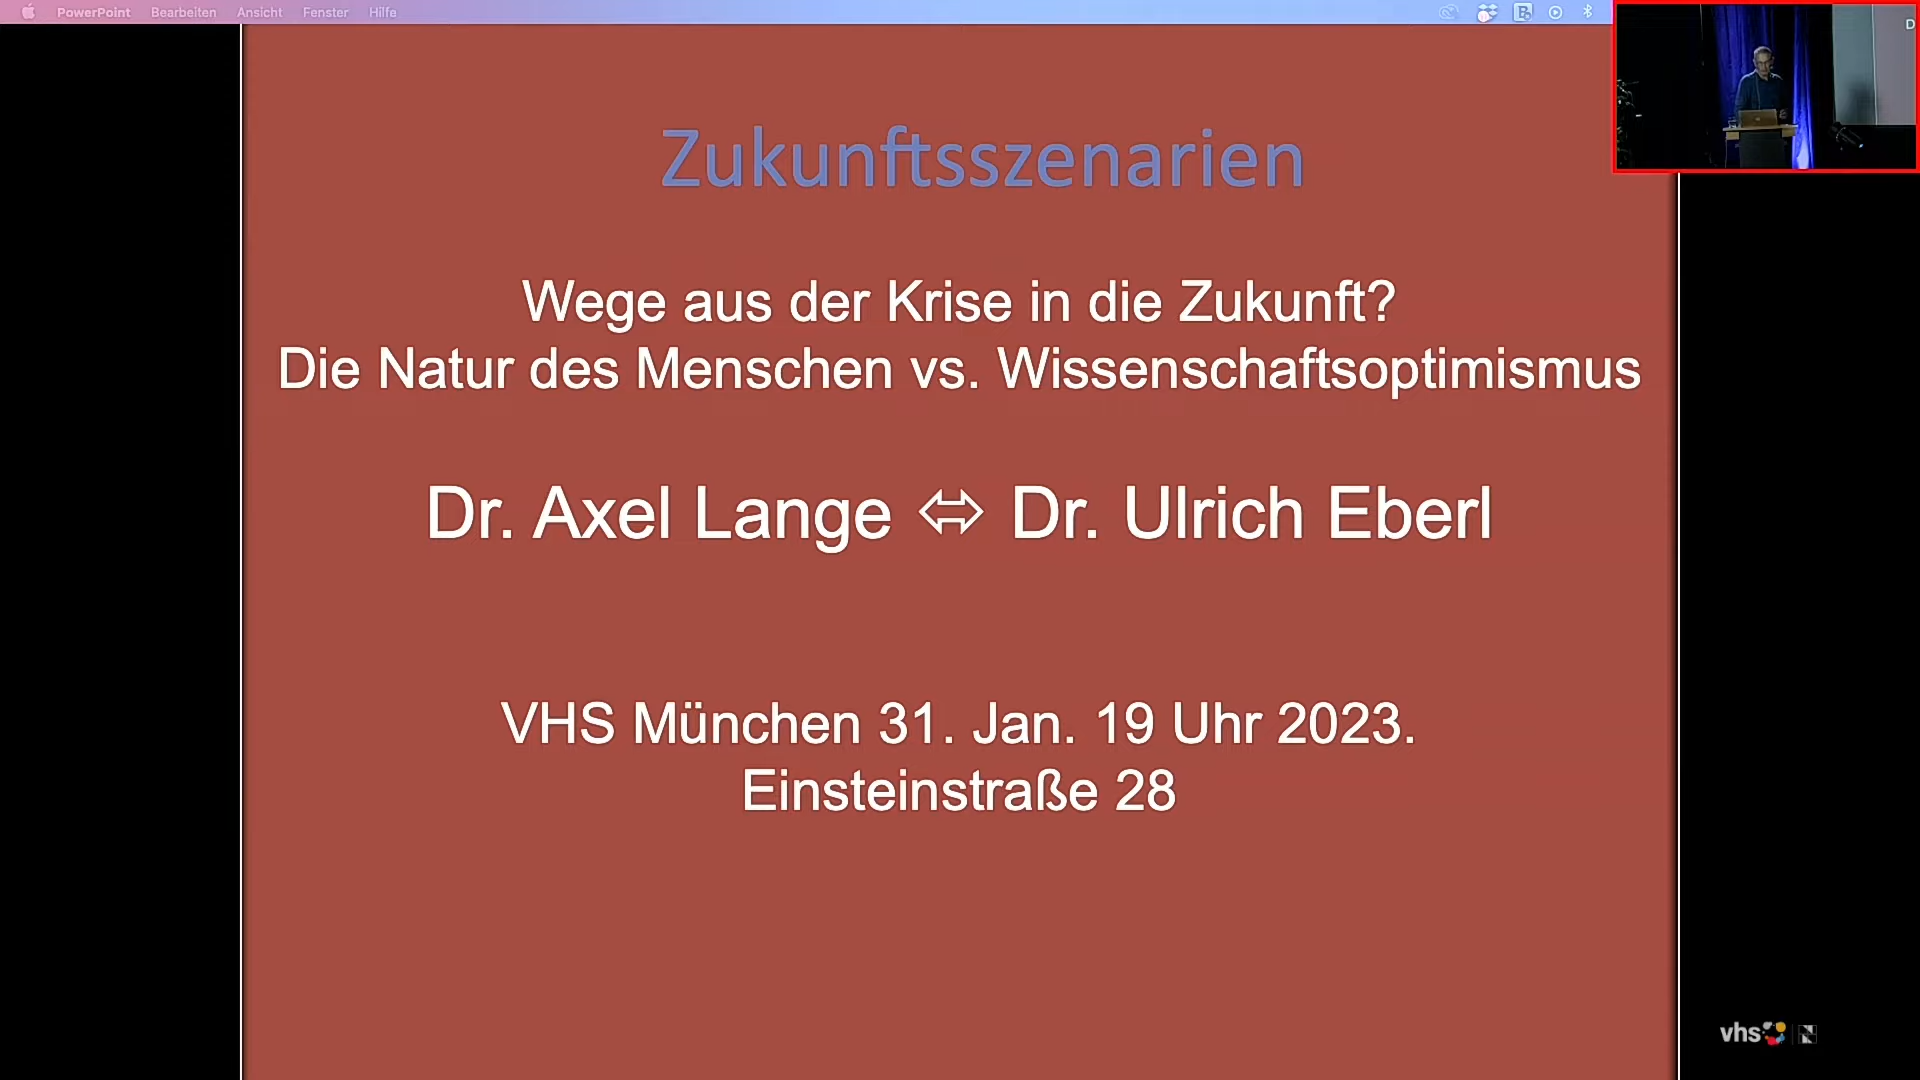 PowerPoint Bearbeiten Ansicht Fenster Hilfe
D
Zukunftsszenarien
Wege aus der Krise in die Zukunft?
Die Natur des Menschen vs. Wissenschaftsoptimismus
Dr. Axel Lange ⬄ Dr. Ulrich Eberl
VHS München 31. Jan. 19 Uhr 2023.
Einsteinstraße 28
vhs